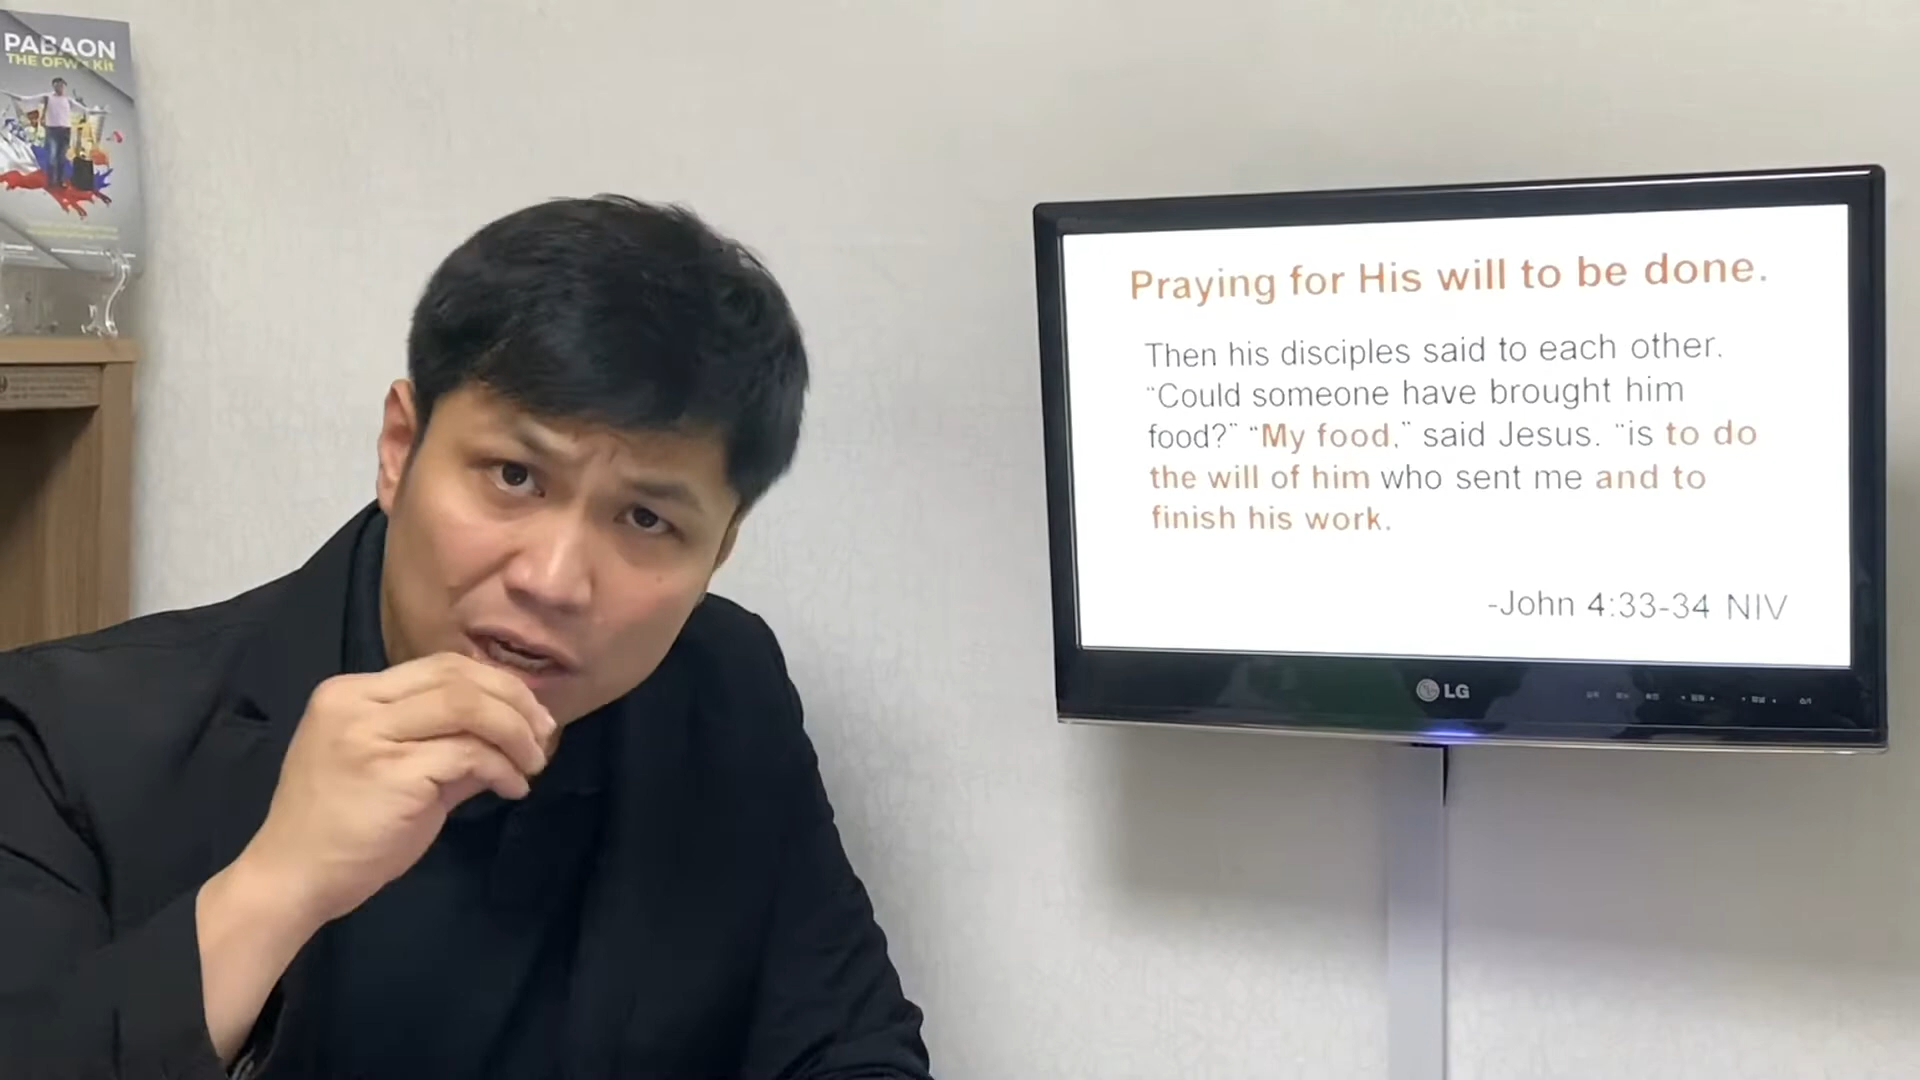 PABAON
THE OFWs Kit
Praying for His will to be done.
Then his disciples said to each other.
“Could someone have brought him
food?” “My food,” said Jesus. “is to do
the will of him who sent me and to
finish his work.
-John 4:33-34 NIV
LG